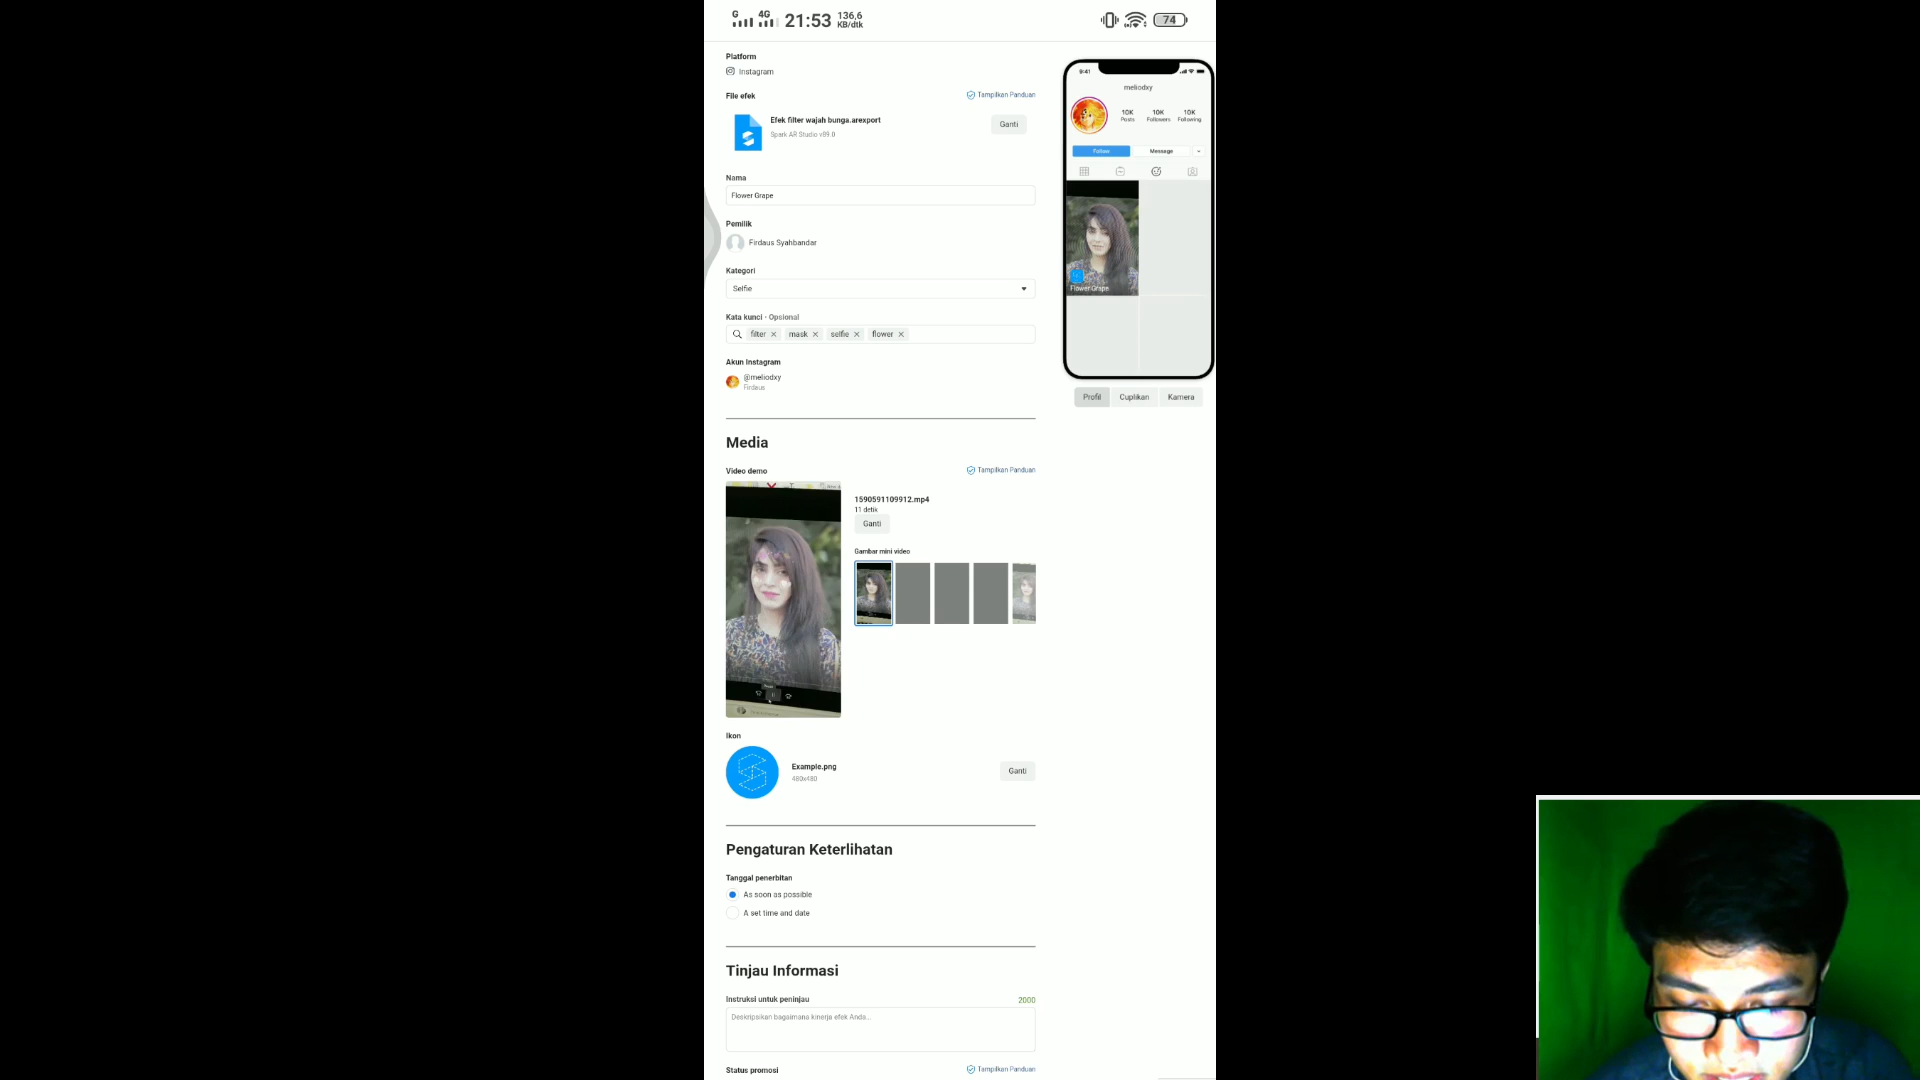 G 4G 21:53 136,6 KB/dtk 74
Platform
Instagram
File efek
Tampilkan Panduan
Efek filter wajah bunga.arexport
Spark AR Studio v89.0
Ganti
Nama
Flower Grape
Pemilik
Firdaus Syahbandar
Kategori
Selfie
Kata kunci · Opsional
filter mask selfie flower
Akun Instagram
@meliodxy
Firdaus
9:41
meliodxy
10K 10K 10K
Posts Followers Following
Follow Message
Flower Grape
Profil Cuplikan Kamera
Media
Video demo
Tampilkan Panduan
1590591109912.mp4
11 detik
Ganti
Gambar mini video
Ikon
Example.png
480x480
Ganti
Pengaturan Keterlihatan
Tanggal penerbitan
As soon as possible
A set time and date
Tinjau Informasi
Instruksi untuk peninjau
2000
Deskripsikan bagaimana kinerja efek Anda...
Status promosi
Tampilkan Panduan